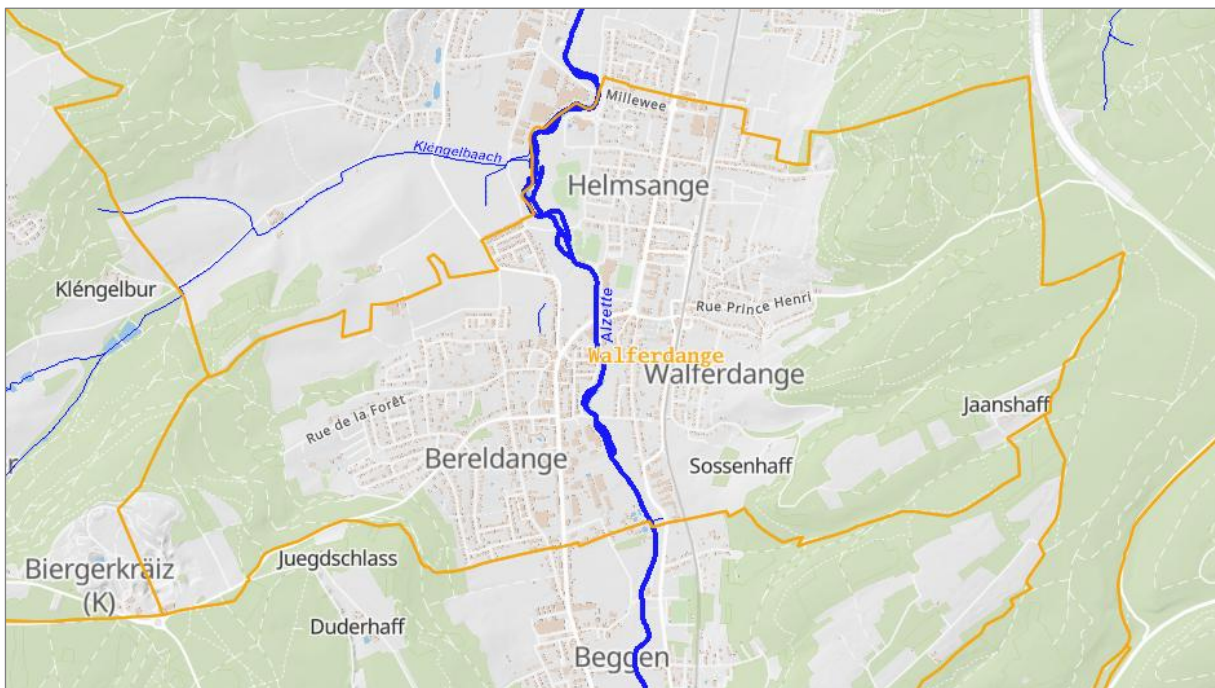 Millewee
Kléngelbaach
Helmsange
Kléngelbur
Rue Prince Henri
Alzette
Walferdange
Walferdange
Rue de la Forêt
Jaanshaff
Bereldange
Sossenhaff
Biergerkräiz
(K)
Juegdschlass
Duderhaff
Beggen